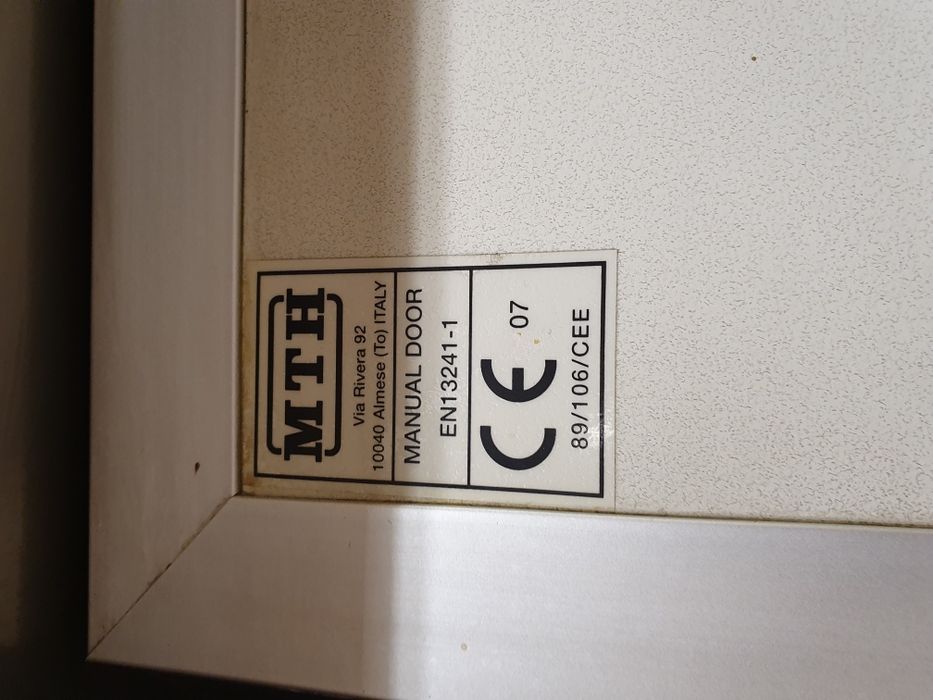 MTH
Via Rivera 92
10040 Almese (To) ITALY
MANUAL DOOR
EN13241-1
CE 07
89/106/CEE